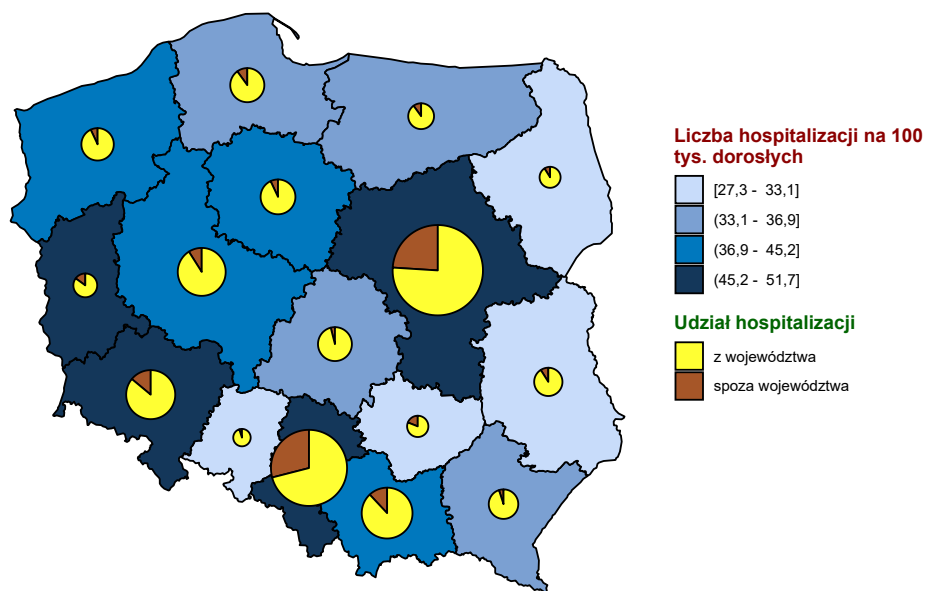 Liczba hospitalizacji na 100
tys. dorosłych
[27,3 - 33,1]
(33,1 - 36,9]
(36,9 - 45,2]
(45,2 - 51,7]
Udział hospitalizacji
z województwa
spoza województwa